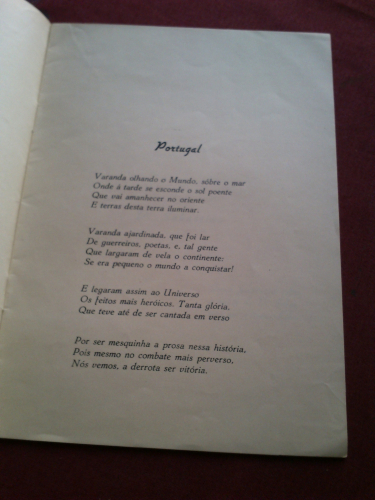 Portugal
Varanda olhando o Mundo, sôbre o mar
Onde á tarde se esconde o sol poente
Que vai amanhecer no oriente
E terras desta terra iluminar.
Varanda ajardinada, que foi lar
De guerreiros, poetas, e, tal gente
Que largaram de vela o continente:
Se era pequeno o mundo a conquistar!
E legaram assim ao Universo
Os feitos mais heróicos. Tanta glória,
Que teve até de ser cantada em verso
Por ser mesquinha a prosa nessa história,
Pois mesmo no combate mais perverso,
Nós vemos, a derrota ser vitória.